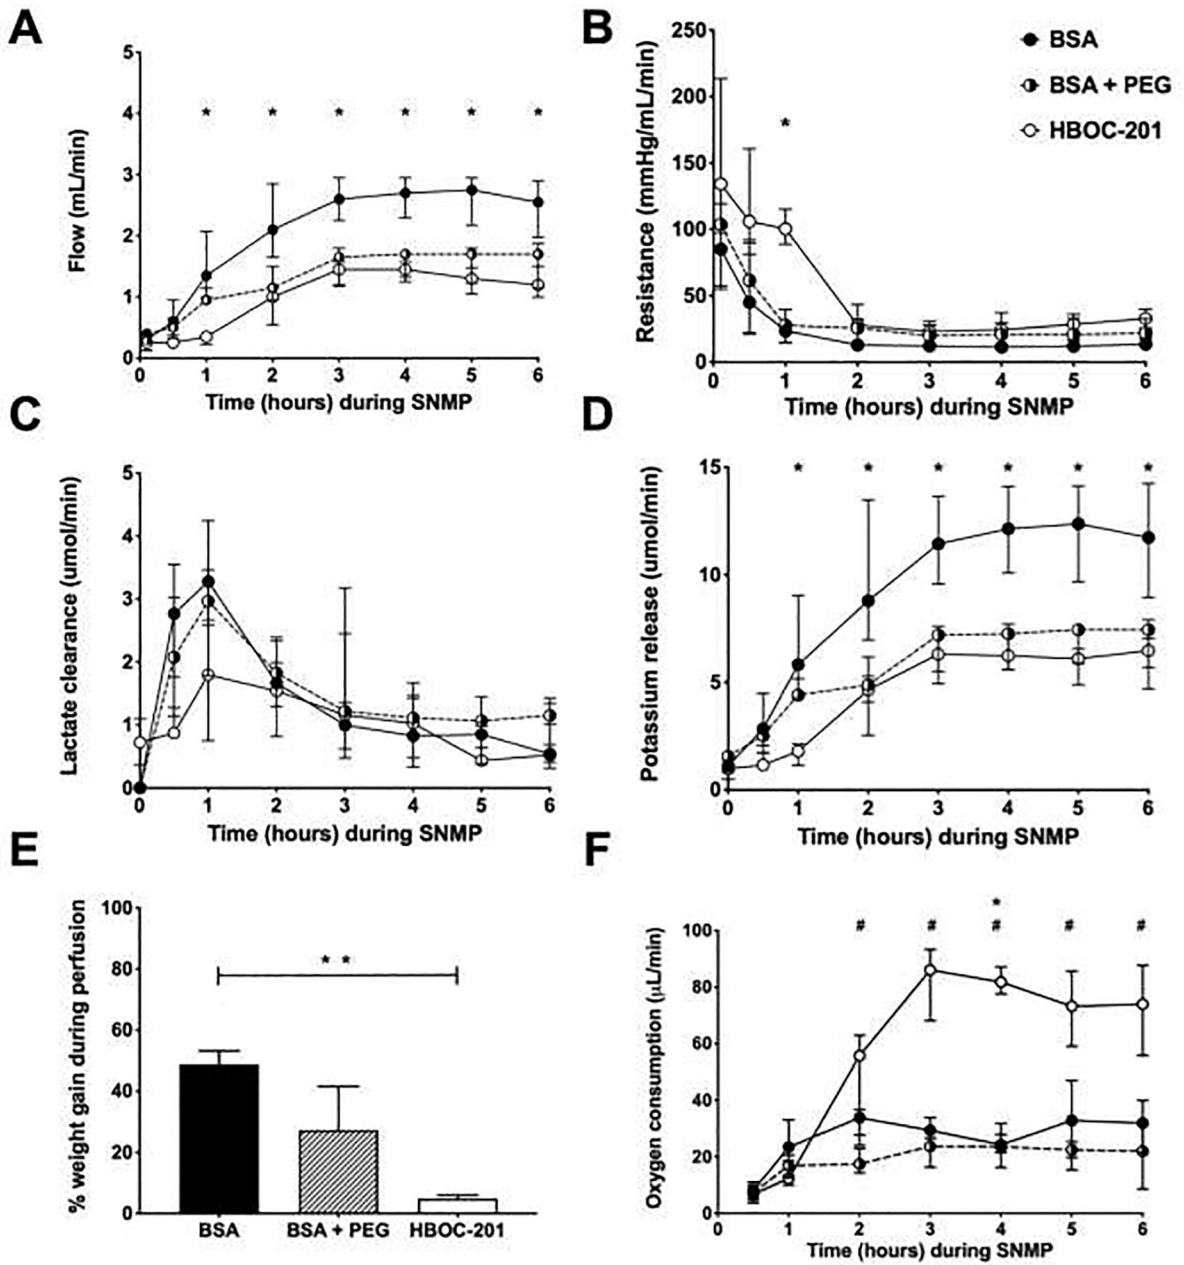 A
Flow (mL/min)
5
4
3
2
1
0
* * * * * *
0 1 2 3 4 5 6
Time (hours) during SNMP
B
Resistance (mmHg/mL/min)
250
200
150
100
50
0
*
BSA
BSA + PEG
HBOC-201
0 1 2 3 4 5 6
Time (hours) during SNMP
C
Lactate clearance (umol/min)
5
4
3
2
1
0
0 1 2 3 4 5 6
Time (hours) during SNMP
D
Potassium release (umol/min)
15
10
5
0
* * * * * *
0 1 2 3 4 5 6
Time (hours) during SNMP
E
% weight gain during perfusion
100
80
60
40
20
0
* *
BSA BSA + PEG HBOC-201
F
Oxygen consumption (μL/min)
100
80
60
40
20
0
*
# # # # #
0 1 2 3 4 5 6
Time (hours) during SNMP